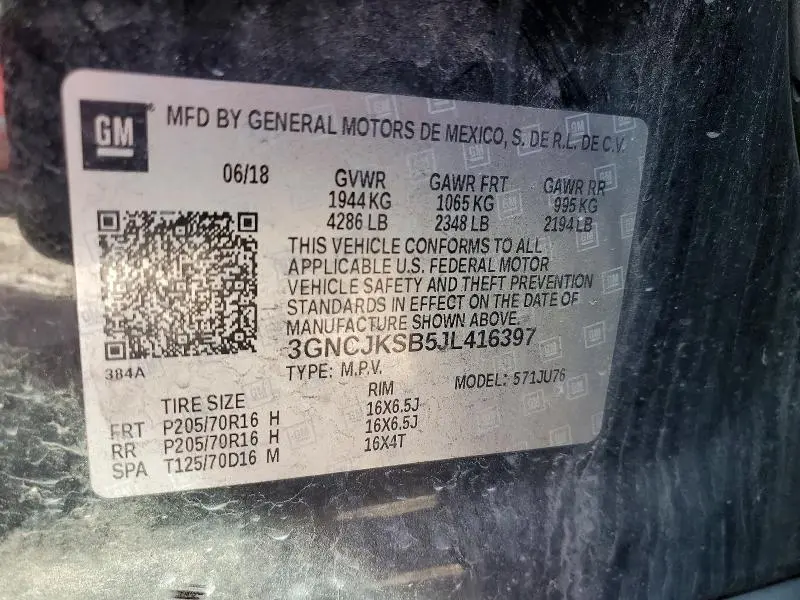 GM
MFD BY GENERAL MOTORS DE MEXICO, S. DE R.L. DE C.V.
06/18 GVWR GAWR FRT GAWR RR
1944 KG 1065 KG 995 KG
4286 LB 2348 LB 2194 LB
THIS VEHICLE CONFORMS TO ALL
APPLICABLE U.S. FEDERAL MOTOR
VEHICLE SAFETY AND THEFT PREVENTION
STANDARDS IN EFFECT ON THE DATE OF
MANUFACTURE SHOWN ABOVE.
3GNCJKSB5JL416397
384A
TYPE: M.P.V. MODEL: 571JU76
TIRE SIZE RIM
FRT P205/70R16 H 16X6.5J
RR P205/70R16 H 16X6.5J
SPA T125/70D16 M 16X4T